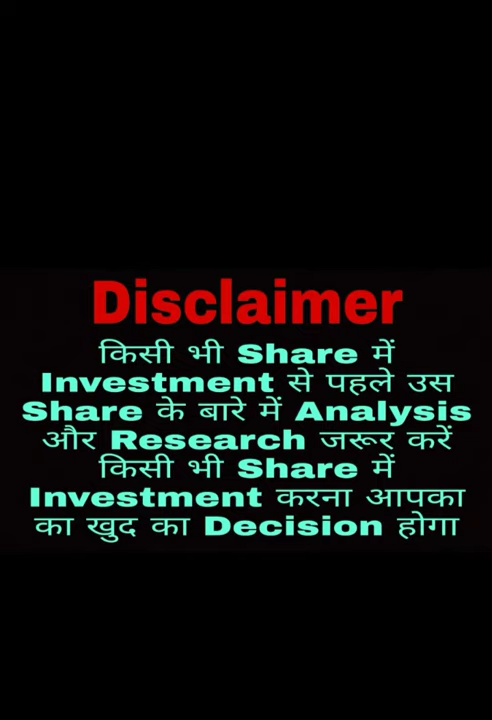 Disclaimer
किसी भी Share में
Investment से पहले उस
Share के बारे में Analysis
और Research जरूर करें
किसी भी Share में
Investment करना आपका
का खुद का Decision होगा